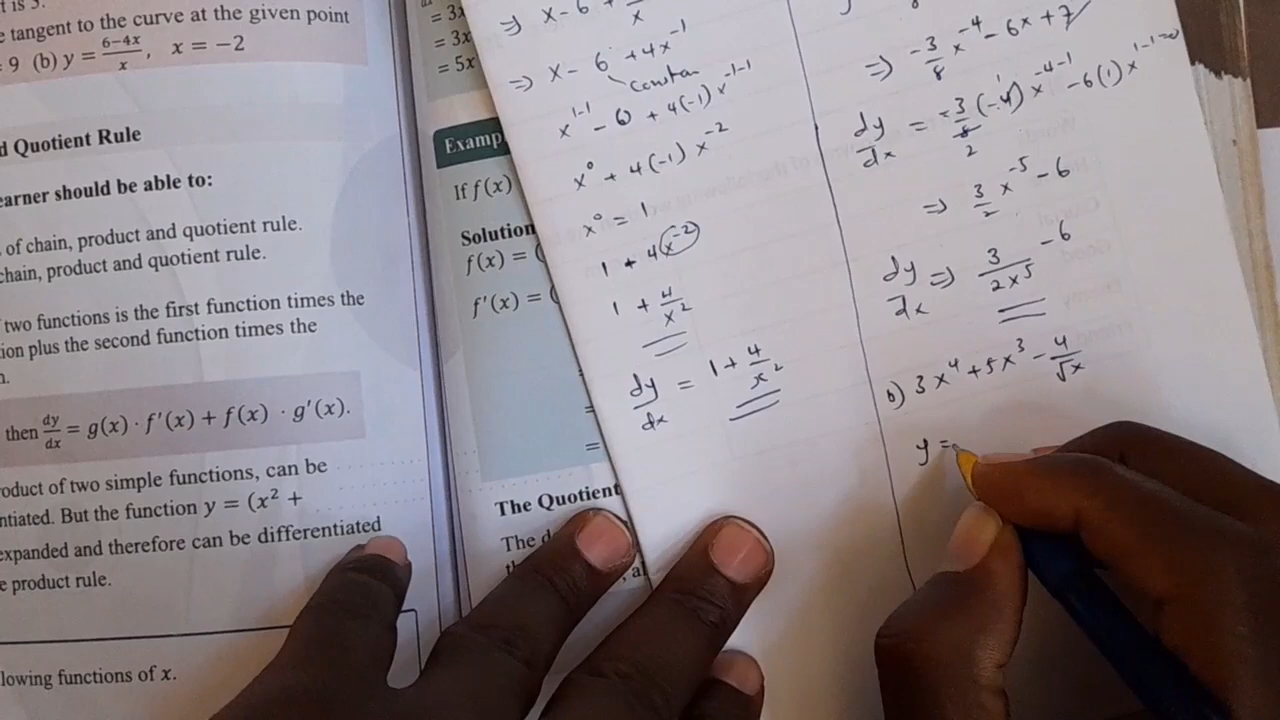 t is 3.
e tangent to the curve at the given point
= 9 (b) y = (6−4x)/x, x = −2
d Quotient Rule
earner should be able to:
of chain, product and quotient rule.
chain, product and quotient rule.
two functions is the first function times the
ion plus the second function times the
n.
then dy/dx = g(x) · f′(x) + f(x) · g′(x).
roduct of two simple functions, can be
ntiated. But the function y = (x² +
expanded and therefore can be differentiated
e product rule.
lowing functions of x.
= 3x
= 3x
= 5x
Examp
If f(x)
Solution
f(x) = (
f′(x) = (
=
=
The Quotient
The d
, al
⇒ x − 6 +
x
⇒ x − 6 + 4x⁻¹
constan
x¹⁻¹ − 0 + 4(−1) x⁻¹⁻¹
x⁰ + 4(−1) x⁻²
x⁰ = 1
1 + 4(x⁻²)
1 + 4/x²
dy/dx = 1 + 4/x²
⇒ −3/8 x⁻⁴ − 6x + 7
dy/dx = −3/8 (−4) x⁻⁴⁻¹ − 6(1) x¹⁻¹⁼⁰
1
2
⇒ 3/2 x⁻⁵ − 6
dy/dx ⇒ 3/2x⁵ − 6
b) 3x⁴ + 5x³ − 4/√x
y =